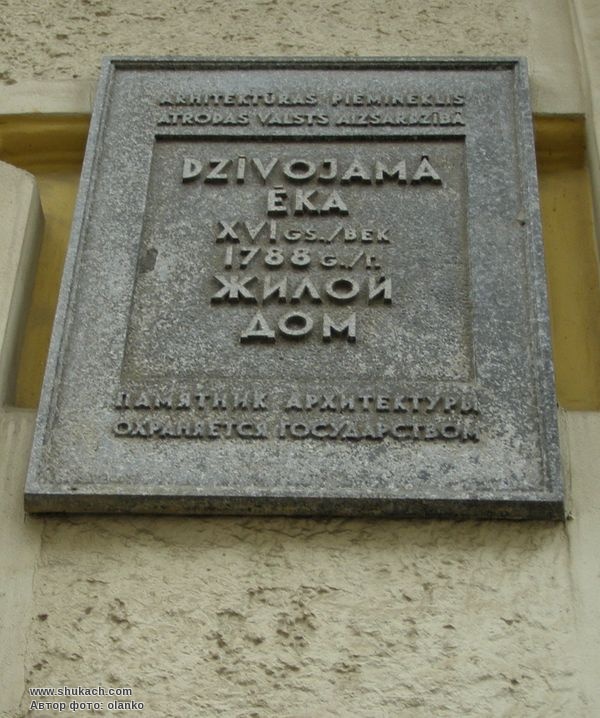 ARHITEKTŪRAS PIEMINEKLIS
ATRODAS VALSTS AIZSARDZĪBĀ
DZĪVOJAMĀ
ĒKA
XVI GS./ВЕК
1788 G./Г.
ЖИЛОЙ
ДОМ
ПАМЯТНИК АРХИТЕКТУРЫ
ОХРАНЯЕТСЯ ГОСУДАРСТВОМ
www.shukach.com
Автор фото: olanko